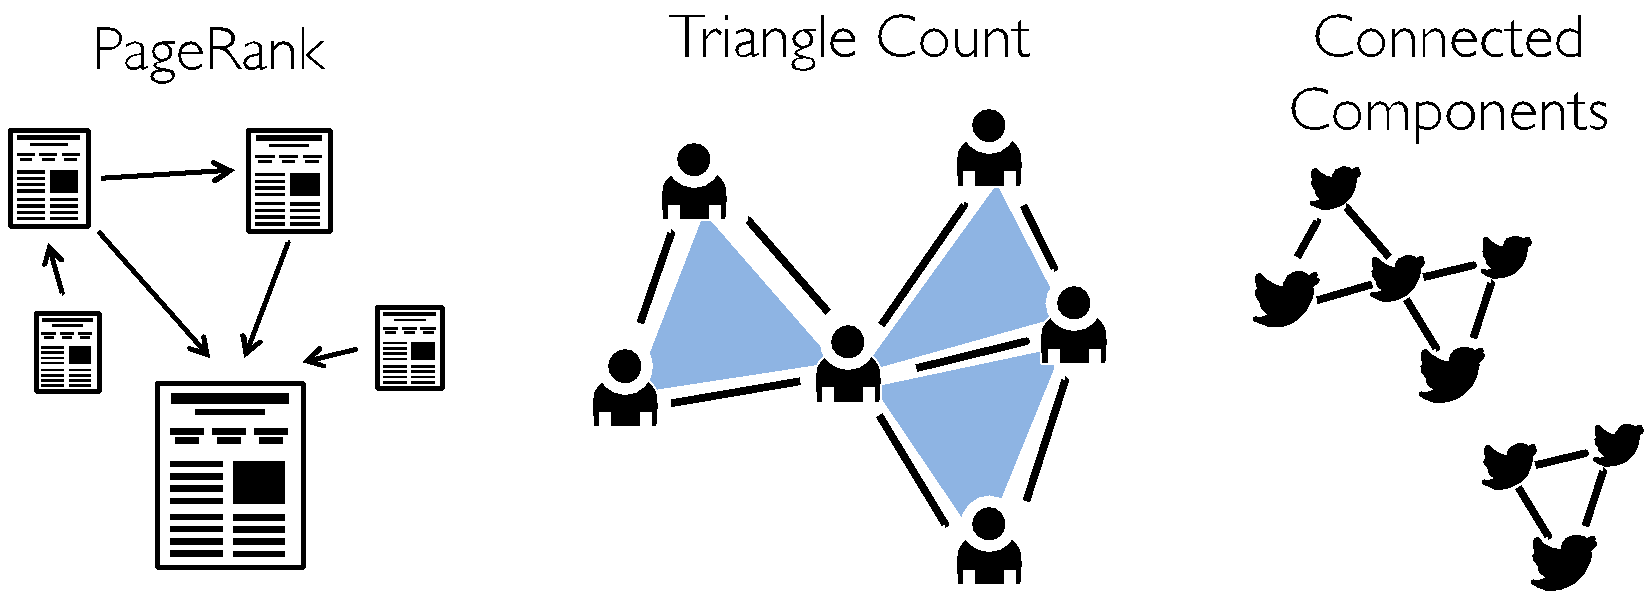 PageRank
Triangle Count
Connected
Components